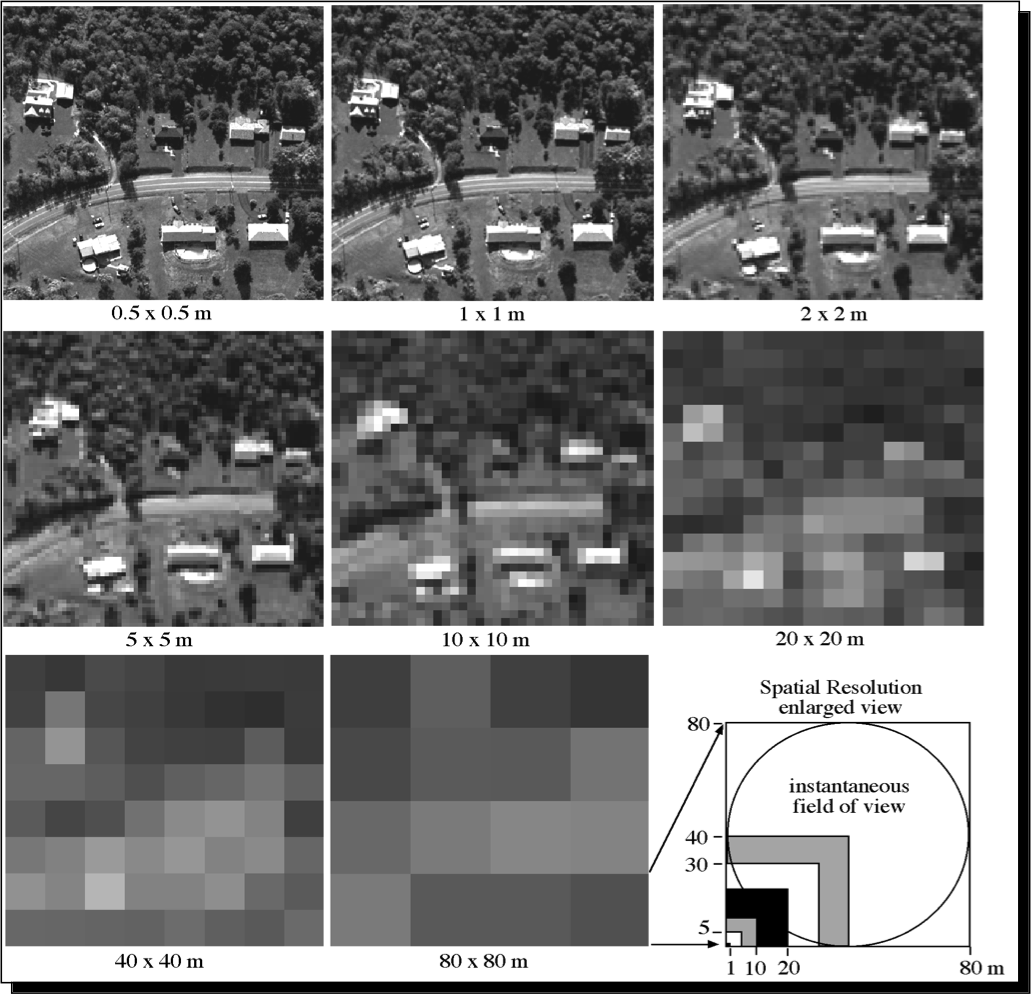 0.5 x 0.5 m
1 x 1 m
2 x 2 m
5 x 5 m
10 x 10 m
20 x 20 m
40 x 40 m
80 x 80 m
Spatial Resolution
enlarged view
80
instantaneous
field of view
40
30
5
1 10 20 80 m